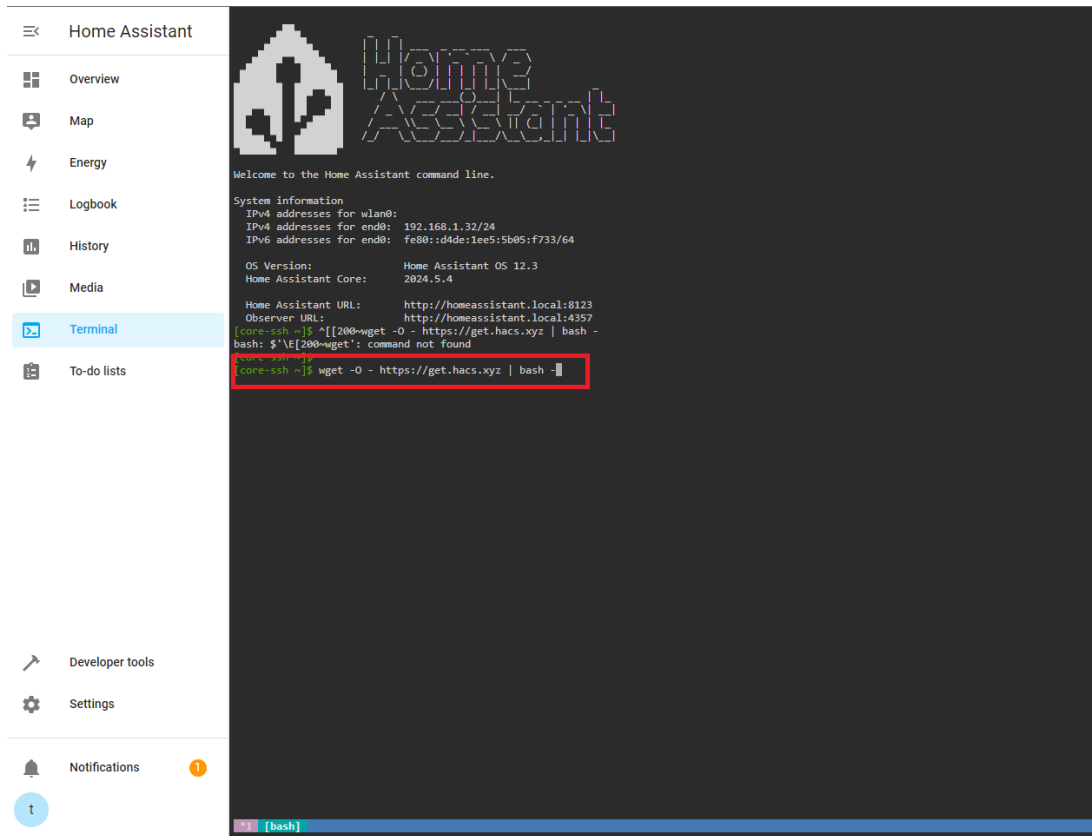 Home Assistant
Overview
Map
Energy
Logbook
History
Media
Terminal
To-do lists
Developer tools
Settings
Notifications
1
t
Home
Assistant
Welcome to the Home Assistant command line.
System information
IPv4 addresses for wlan0:
IPv4 addresses for end0: 192.168.1.32/24
IPv6 addresses for end0: fe80::d4de:1ee5:5b05:f733/64
OS Version: Home Assistant OS 12.3
Home Assistant Core: 2024.5.4
Home Assistant URL: http://homeassistant.local:8123
Observer URL: http://homeassistant.local:4357
[core-ssh ~]$ ^[[200~wget -O - https://get.hacs.xyz | bash -
bash: $'\E[200~wget': command not found
[core-ssh ~]$
[core-ssh ~]$ wget -O - https://get.hacs.xyz | bash -
*1 [bash]